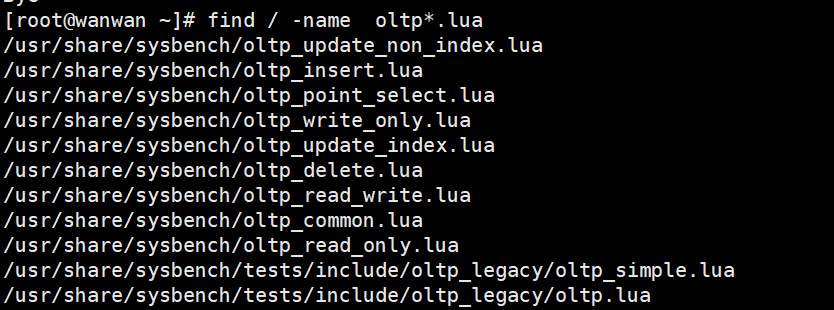 [root@wanwan ~]# find / -name  oltp*.lua
/usr/share/sysbench/oltp_update_non_index.lua
/usr/share/sysbench/oltp_insert.lua
/usr/share/sysbench/oltp_point_select.lua
/usr/share/sysbench/oltp_write_only.lua
/usr/share/sysbench/oltp_update_index.lua
/usr/share/sysbench/oltp_delete.lua
/usr/share/sysbench/oltp_read_write.lua
/usr/share/sysbench/oltp_common.lua
/usr/share/sysbench/oltp_read_only.lua
/usr/share/sysbench/tests/include/oltp_legacy/oltp_simple.lua
/usr/share/sysbench/tests/include/oltp_legacy/oltp.lua